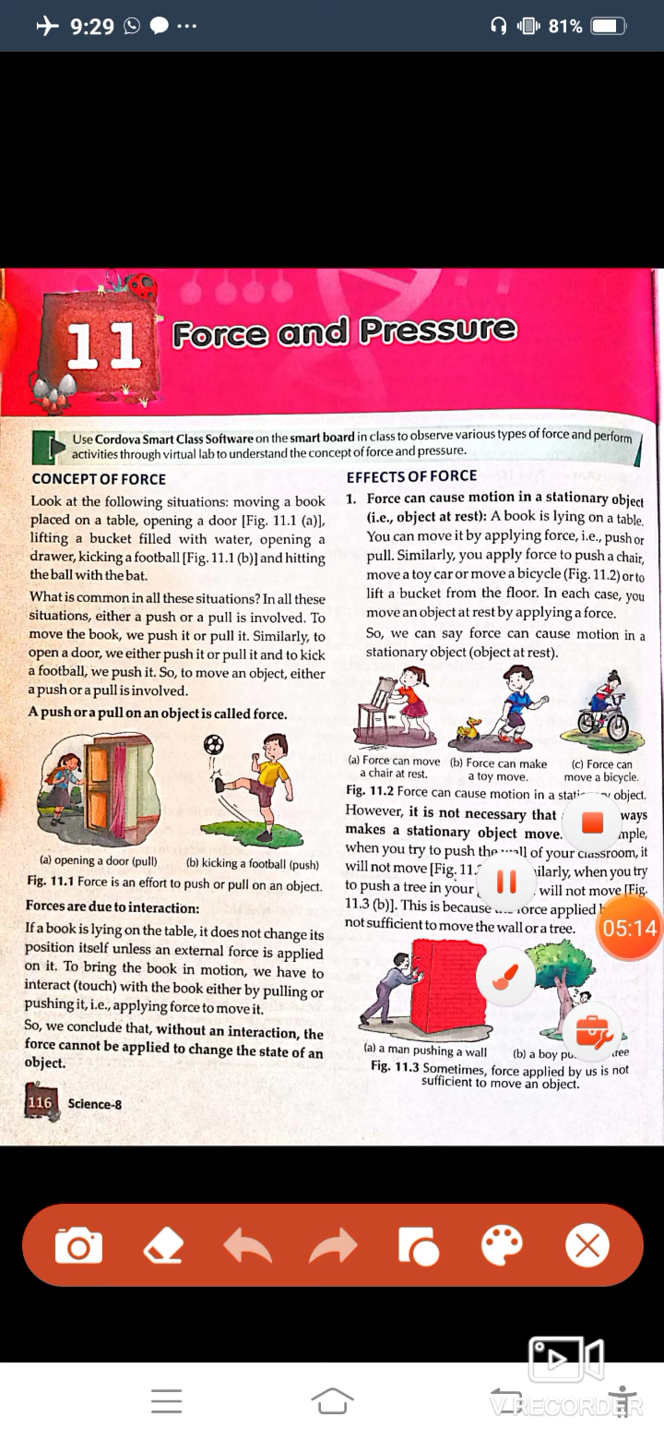 9:29
81%
11 Force and Pressure
Use Cordova Smart Class Software on the smart board in class to observe various types of force and perform
activities through virtual lab to understand the concept of force and pressure.
CONCEPT OF FORCE
Look at the following situations: moving a book
placed on a table, opening a door [Fig. 11.1 (a)],
lifting a bucket filled with water, opening a
drawer, kicking a football [Fig. 11.1 (b)] and hitting
the ball with the bat.
What is common in all these situations? In all these
situations, either a push or a pull is involved. To
move the book, we push it or pull it. Similarly, to
open a door, we either push it or pull it and to kick
a football, we push it. So, to move an object, either
a push or a pull is involved.
A push or a pull on an object is called force.
(a) opening a door (pull) (b) kicking a football (push)
Fig. 11.1 Force is an effort to push or pull on an object.
Forces are due to interaction:
If a book is lying on the table, it does not change its
position itself unless an external force is applied
on it. To bring the book in motion, we have to
interact (touch) with the book either by pulling or
pushing it, i.e., applying force to move it.
So, we conclude that, without an interaction, the
force cannot be applied to change the state of an
object.
116 Science-8
EFFECTS OF FORCE
1. Force can cause motion in a stationary object
(i.e., object at rest): A book is lying on a table.
You can move it by applying force, i.e., push or
pull. Similarly, you apply force to push a chair,
move a toy car or move a bicycle (Fig. 11.2) or to
lift a bucket from the floor. In each case, you
move an object at rest by applying a force.
So, we can say force can cause motion in a
stationary object (object at rest).
(a) Force can move (b) Force can make (c) Force can
a chair at rest. a toy move. move a bicycle.
Fig. 11.2 Force can cause motion in a object.
However, it is not necessary that ways
makes a stationary object move.
when you try to push the of your classroom, it
will not move [Fig. 11. when you try
to push a tree in your will not move [Fig.
11.3 (b)]. This is because force applied
not sufficient to move the wall or a tree.
05:14
(a) a man pushing a wall (b) a boy
Fig. 11.3 Sometimes, force applied by us is not
sufficient to move an object.
V RECORDER